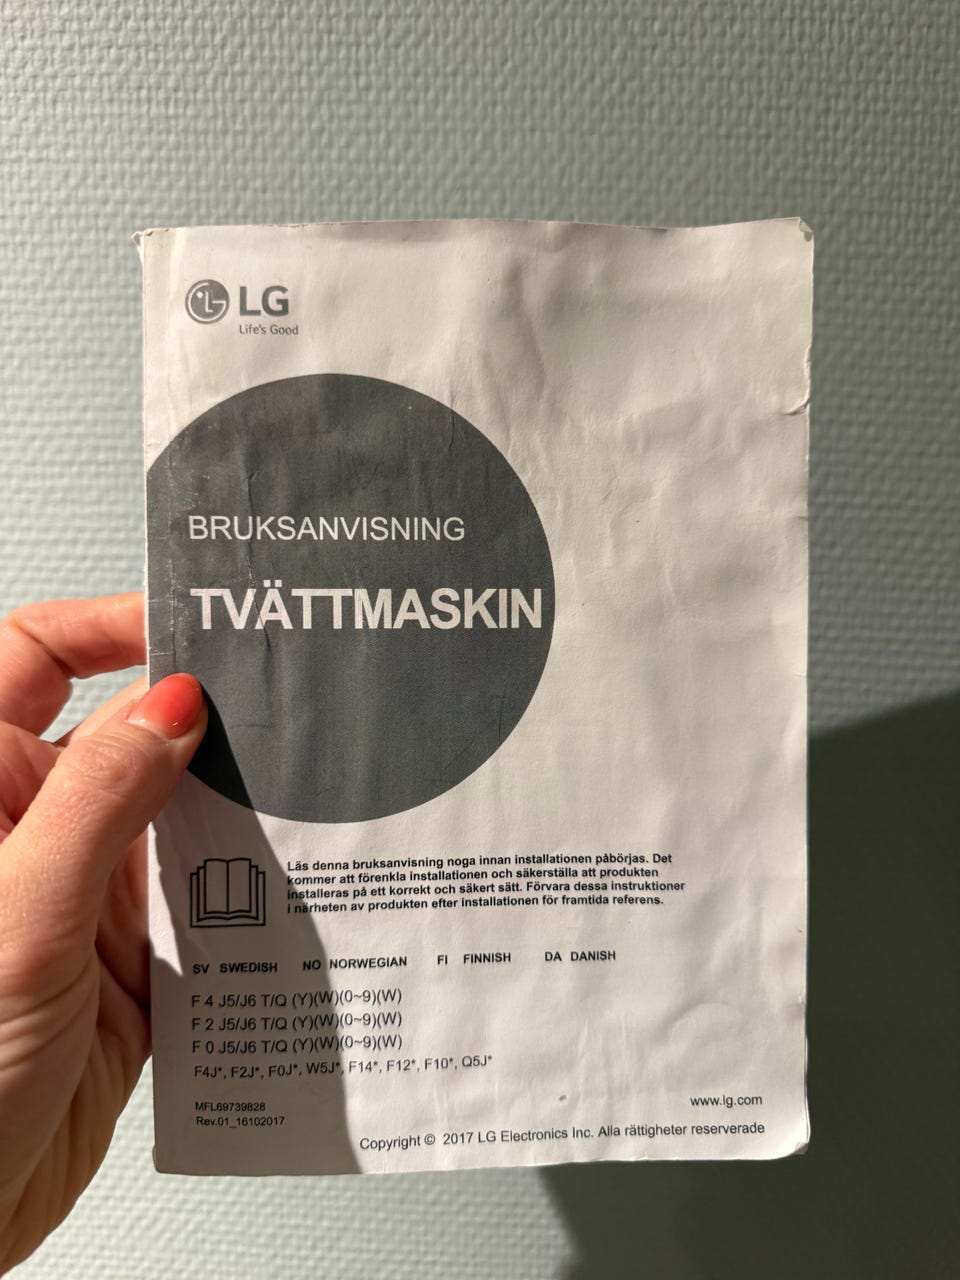 LG
Life's Good
BRUKSANVISNING
TVÄTTMASKIN
Läs denna bruksanvisning noga innan installationen påbörjas. Det
kommer att förenkla installationen och säkerställa att produkten
installeras på ett korrekt och säkert sätt. Förvara dessa instruktioner
i närheten av produkten efter installationen för framtida referens.
SV SWEDISH NO NORWEGIAN FI FINNISH DA DANISH
F 4 J5/J6 T/Q (Y)(W)(0~9)(W)
F 2 J5/J6 T/Q (Y)(W)(0~9)(W)
F 0 J5/J6 T/Q (Y)(W)(0~9)(W)
F4J*, F2J*, F0J*, W5J*, F14*, F12*, F10*, Q5J*
MFL69739828
Rev.01_16102017
www.lg.com
Copyright © 2017 LG Electronics Inc. Alla rättigheter reserverade